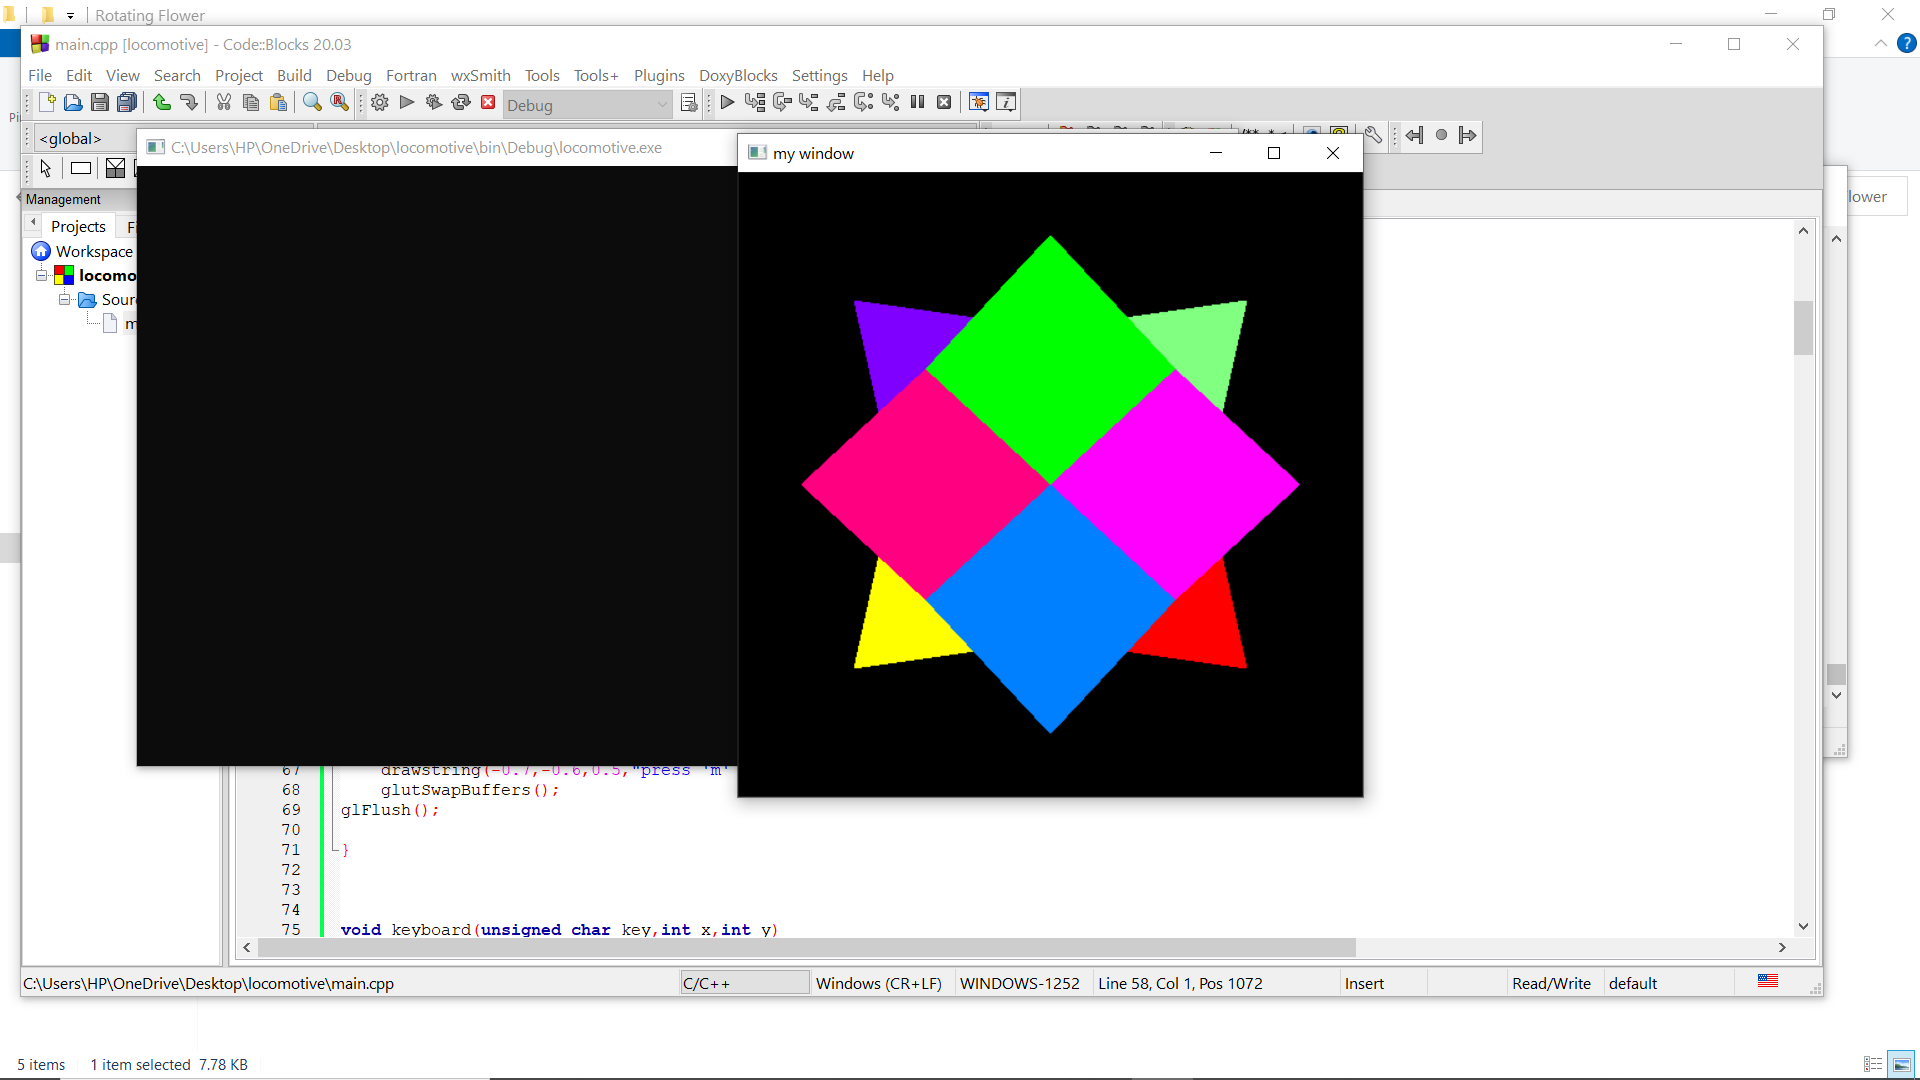 Rotating Flower
main.cpp [locomotive] - Code::Blocks 20.03
File Edit View Search Project Build Debug Fortran wxSmith Tools Tools+ Plugins DoxyBlocks Settings Help
Debug
<global>
C:\Users\HP\OneDrive\Desktop\locomotive\bin\Debug\locomotive.exe
my window
Management
lower
Projects
Workspace
locomo
Sour
m
67 drawstring(-0.7,-0.6,0.5,"press 'm'
68 glutSwapBuffers();
69 glFlush();
70
71 }
72
73
74
75 void keyboard(unsigned char key,int x,int y)
C:\Users\HP\OneDrive\Desktop\locomotive\main.cpp C/C++ Windows (CR+LF) WINDOWS-1252 Line 58, Col 1, Pos 1072 Insert Read/Write default
5 items 1 item selected 7.78 KB